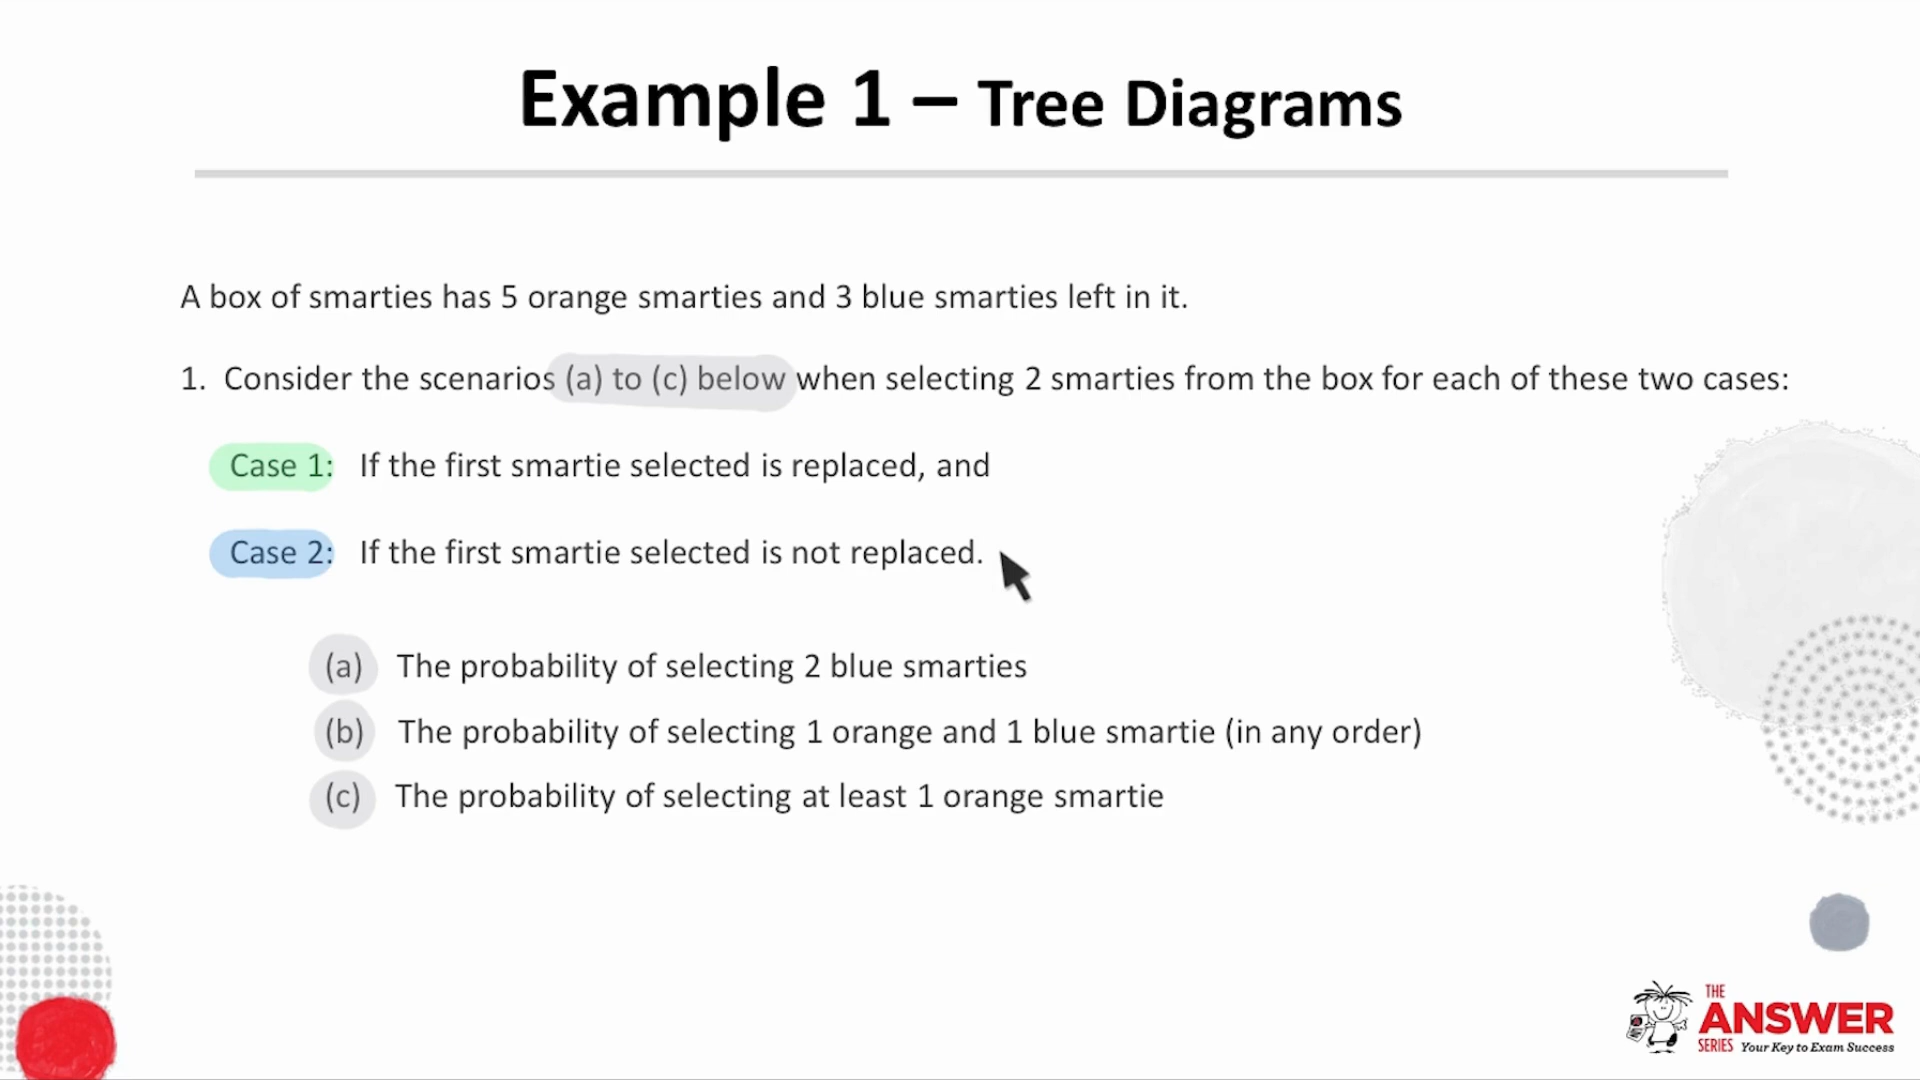 Example 1 – Tree Diagrams
A box of smarties has 5 orange smarties and 3 blue smarties left in it.
1. Consider the scenarios (a) to (c) below when selecting 2 smarties from the box for each of these two cases:
Case 1: If the first smartie selected is replaced, and
Case 2: If the first smartie selected is not replaced.
(a) The probability of selecting 2 blue smarties
(b) The probability of selecting 1 orange and 1 blue smartie (in any order)
(c) The probability of selecting at least 1 orange smartie
THE
ANSWER
SERIES Your Key to Exam Success